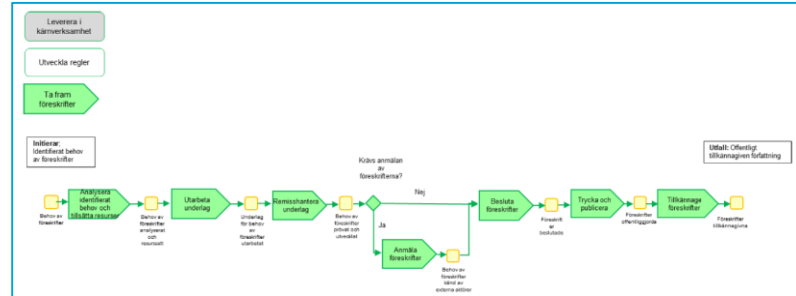 Leverera i
kärnverksamhet
Utveckla regler
Ta fram
föreskrifter
Initierar:
Identifierat behov
av föreskrifter
Utfall: Offentligt
tillkännagiven författning
Krävs anmälan
av
föreskrifterna?
Nej
Ja
Analysera
identifierat
behov och
tillsätta resurser
Utarbeta
underlag
Remisshantera
underlag
Besluta
föreskrifter
Trycka och
publicera
Tillkännage
föreskrifter
Anmäla
föreskrifter
Behov av
föreskrifter
Behov av
föreskrifter
analyserat
och
resurssatt
Underlag
för behov
av
föreskrifter
utarbetat
Behov av
föreskrifter
prövat och
utvecklat
Behov av
föreskrifter
känt av
externa aktörer
Föreskrift
er
beslutade
Föreskrifter
offentliggjorda
Föreskrifter
tillkännagivna